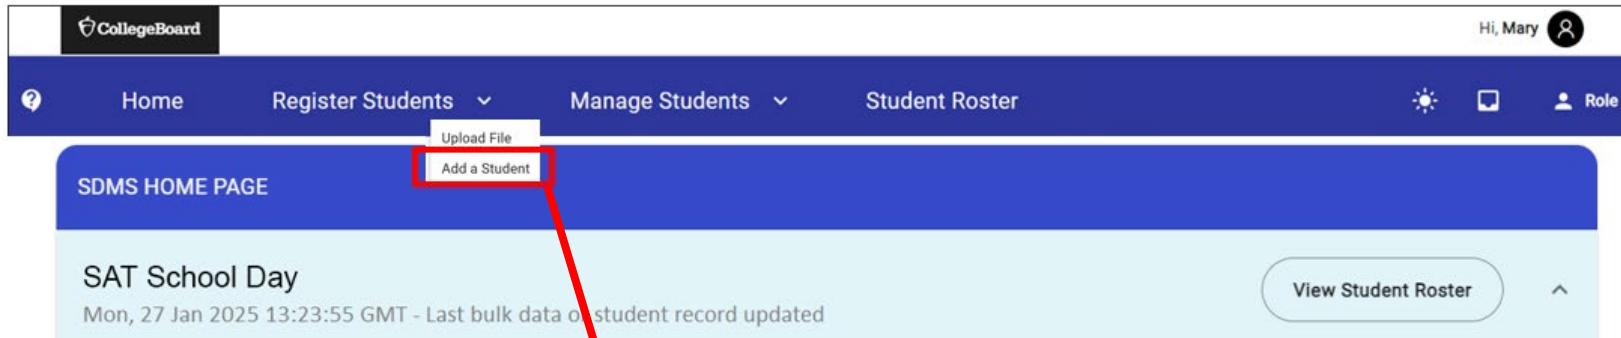 CollegeBoard
Hi, Mary
Home Register Students Manage Students Student Roster Role
Upload File
Add a Student
SDMS HOME PAGE
SAT School Day
View Student Roster
Mon, 27 Jan 2025 13:23:55 GMT - Last bulk data or student record updated